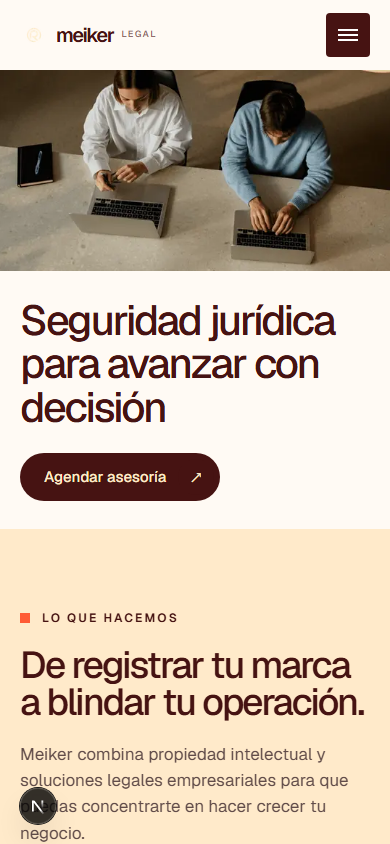 meiker LEGAL
Seguridad jurídica
para avanzar con
decisión
Agendar asesoría ↗
LO QUE HACEMOS
De registrar tu marca
a blindar tu operación.
Meiker combina propiedad intelectual y
soluciones legales empresariales para que
concentrarte en hacer crecer tu
negocio.
N